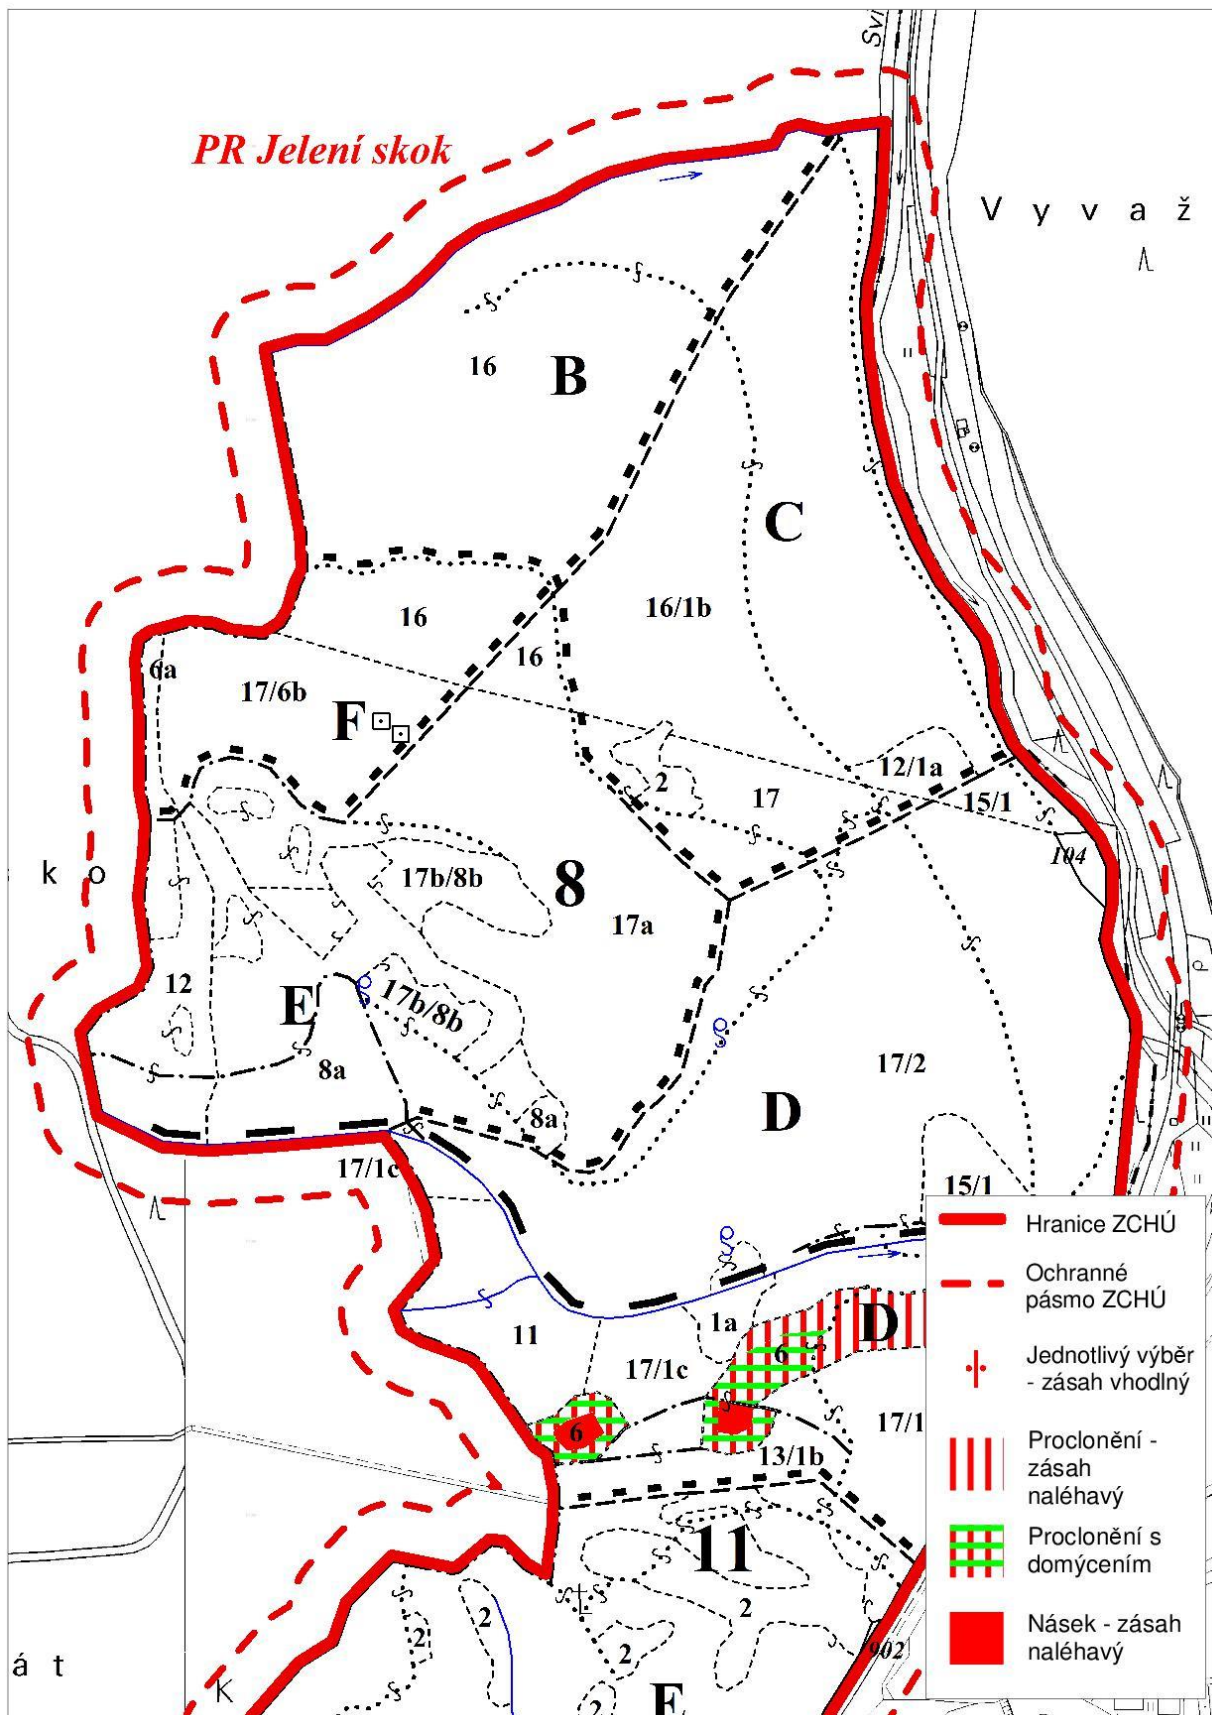 Svi
PR Jelení skok
V y v a ž
16
B
C
16
16/1b
16
6a
17/6b
F
2
17
12/1a
15/1
104
k o
17b/8b
8
17a
12
E
17b/8b
8a
17/2
D
8a
17/1c
15/1
11
1a
D
6
17/1c
6
17/1
13/1b
11
2
2
2
2
2
902
á t
K
E
Hranice ZCHÚ
Ochranné
pásmo ZCHÚ
Jednotlivý výběr
- zásah vhodlný
Proclonění -
zásah
naléhavý
Proclonění s
domýcením
Násek - zásah
naléhavý